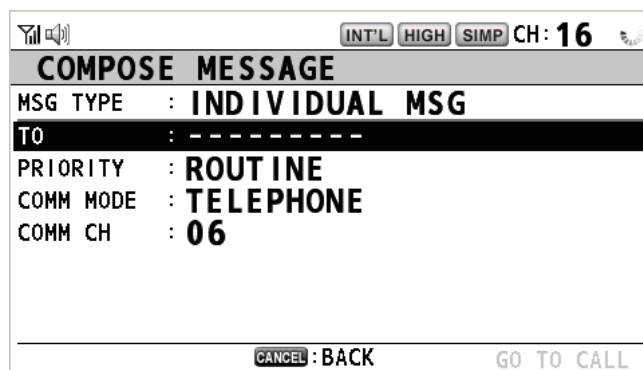 INT'L HIGH SIMP CH: 16
COMPOSE MESSAGE
MSG TYPE : INDIVIDUAL MSG
TO : ---------
PRIORITY : ROUTINE
COMM MODE : TELEPHONE
COMM CH : 06
CANCEL : BACK GO TO CALL